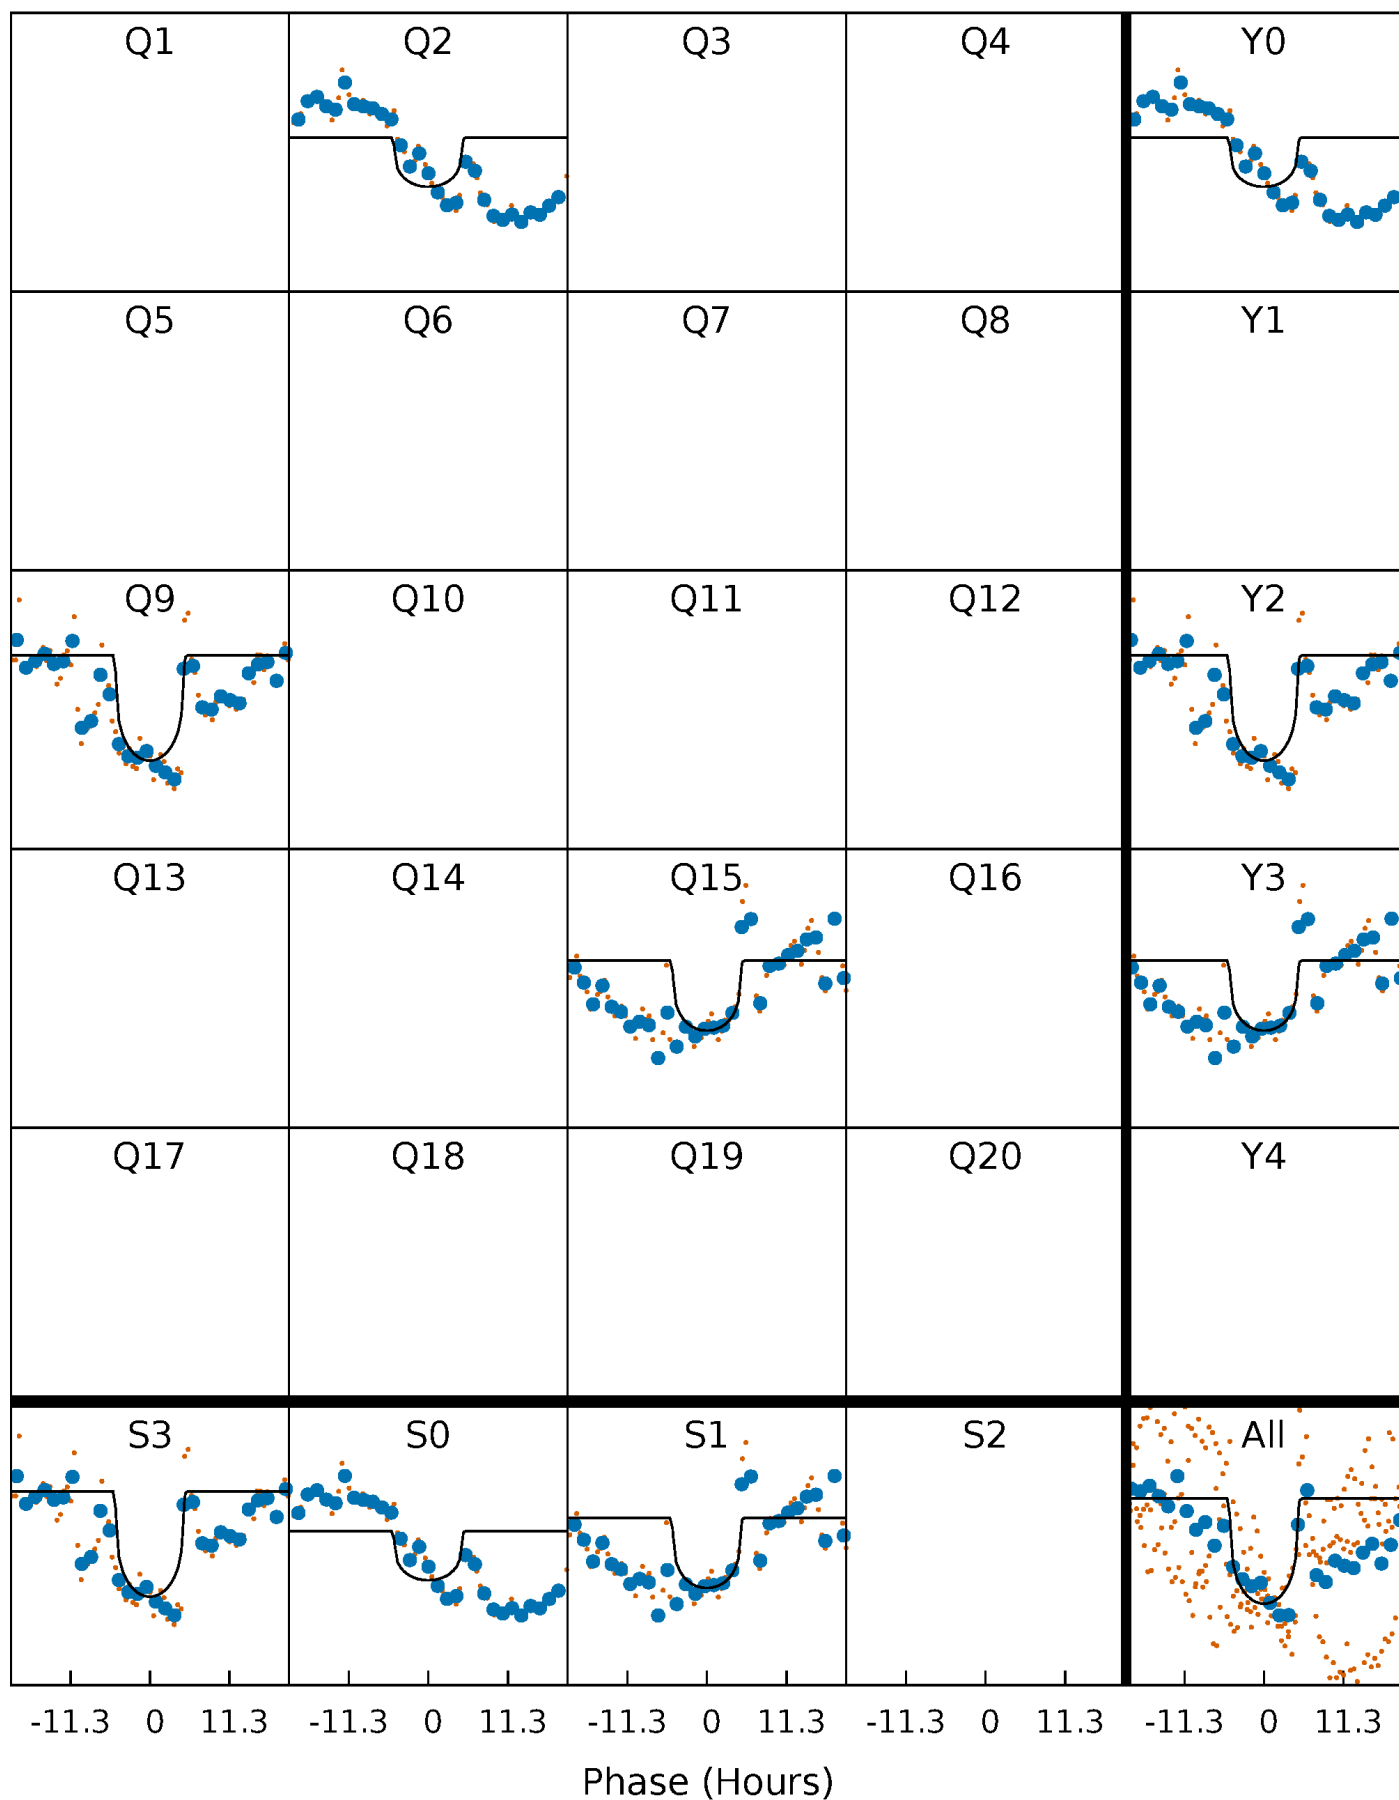 Q1 Q2 Q3 Q4 Y0
Q5 Q6 Q7 Q8 Y1
Q9 Q10 Q11 Q12 Y2
Q13 Q14 Q15 Q16 Y3
Q17 Q18 Q19 Q20 Y4
S3 S0 S1 S2 All
-11.3 0 11.3 -11.3 0 11.3 -11.3 0 11.3 -11.3 0 11.3 -11.3 0 11.3
Phase (Hours)